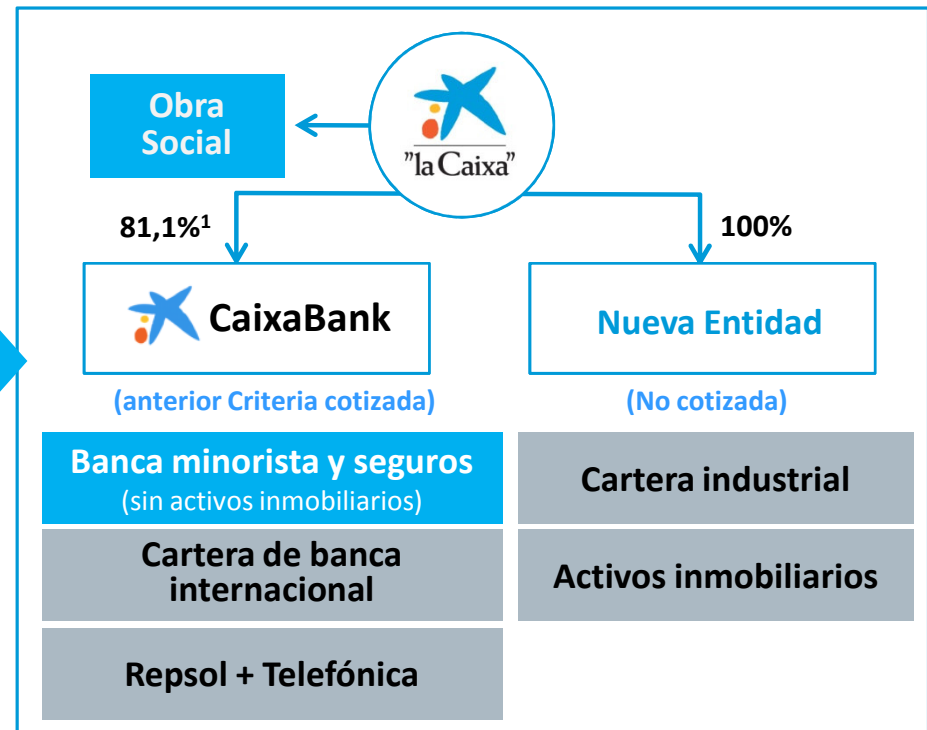 Obra
Social
"la Caixa"
81,1%¹
100%
CaixaBank
Nueva Entidad
(anterior Criteria cotizada)
(No cotizada)
Banca minorista y seguros
(sin activos inmobiliarios)
Cartera industrial
Cartera de banca
internacional
Activos inmobiliarios
Repsol + Telefónica